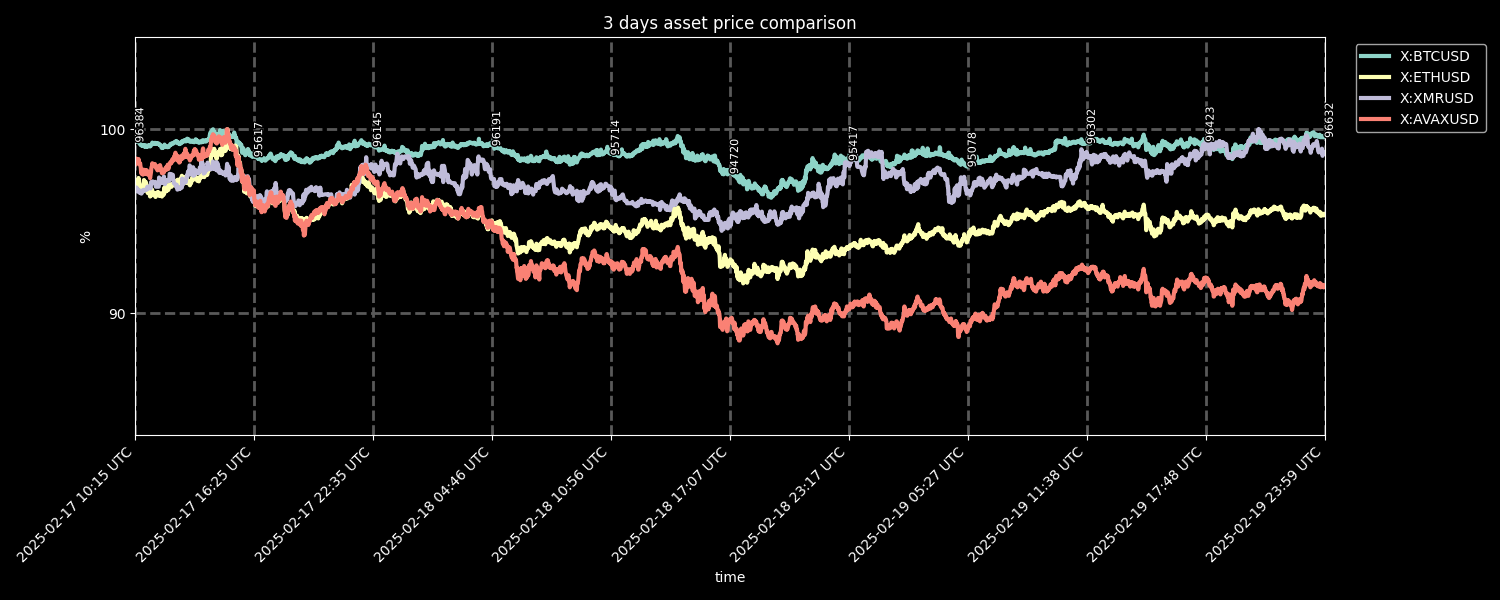 3 days asset price comparison
X:BTCUSD
X:ETHUSD
X:XMRUSD
X:AVAXUSD
%
100
90
96384
95617
96145
96191
95714
94720
95417
95078
96302
96423
96632
2025-02-17 10:15 UTC
2025-02-17 16:25 UTC
2025-02-17 22:35 UTC
2025-02-18 04:46 UTC
2025-02-18 10:56 UTC
2025-02-18 17:07 UTC
2025-02-18 23:17 UTC
2025-02-19 05:27 UTC
2025-02-19 11:38 UTC
2025-02-19 17:48 UTC
2025-02-19 23:59 UTC
time